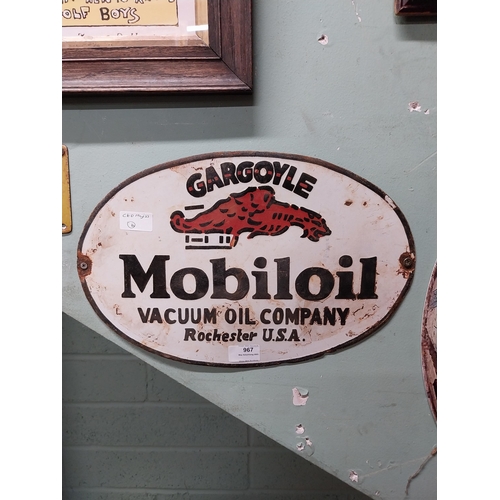 OLF BOYS
GARGOYLE
Mobiloil
VACUUM OIL COMPANY
Rochester U.S.A.
967